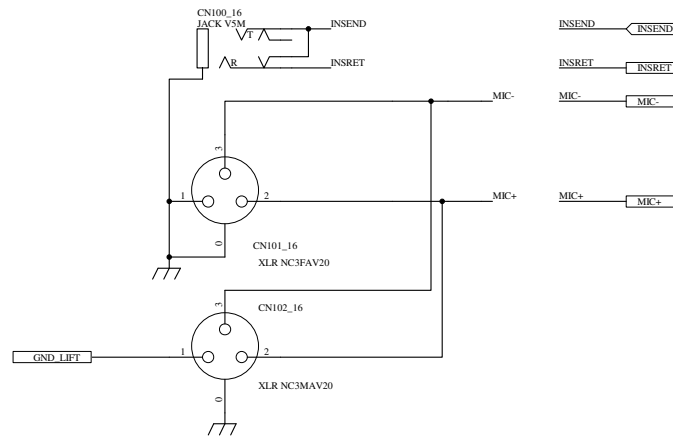 CN100_16
JACK V5M
T
INSEND
INSEND
INSEND
R
INSRET
INSRET
INSRET
MIC-
MIC-
MIC-
3
1
2
MIC+
MIC+
MIC+
0
CN101_16
XLR NC3FAV20
3
CN102_16
GND_LIFT
1
2
0
XLR NC3MAV20